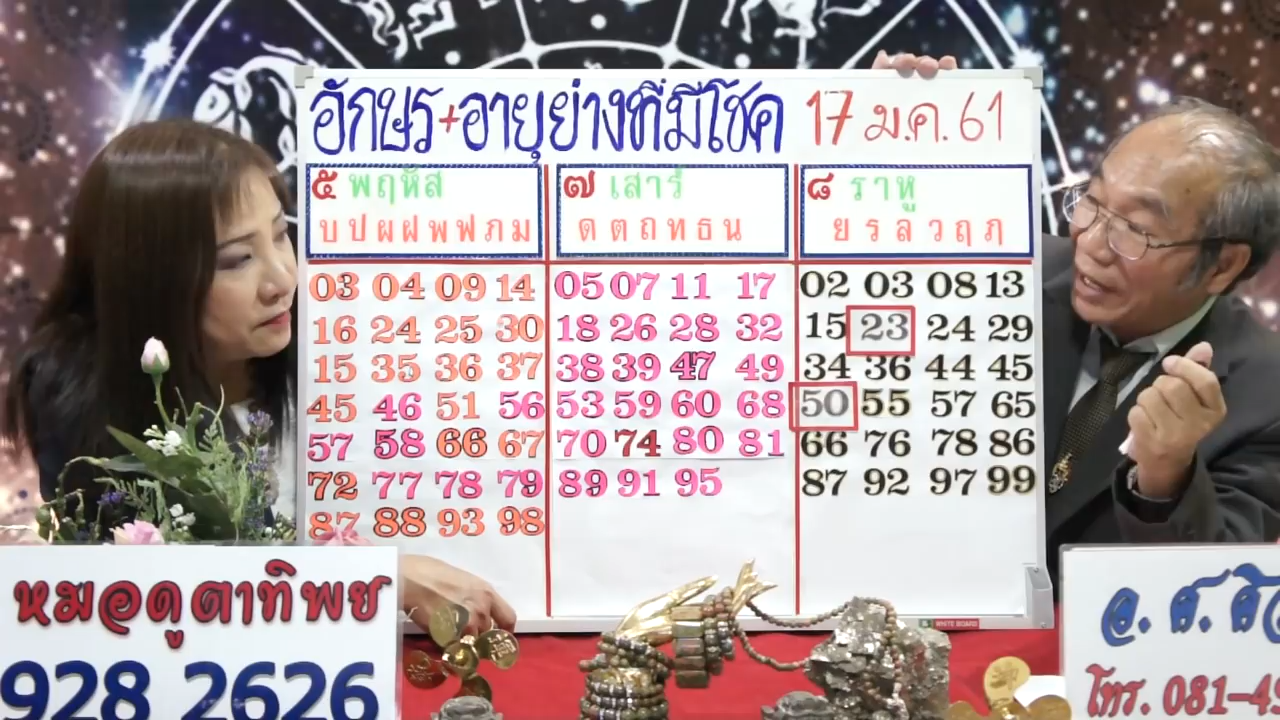 อักษร+อายุย่างที่มีโชค 17 ม.ค. 61
๕ พฤหัส
บ ป ผ ฝ พ ฟ ภ ม
03 04 09 14
16 24 25 30
15 35 36 37
45 46 51 56
57 58 66 67
72 77 78 79
87 88 93 98
๗ เสาร์
ด ต ถ ท ธ น
05 07 11 17
18 26 28 32
38 39 47 49
53 59 60 68
70 74 80 81
89 91 95
๘ ราหู
ย ร ล ว ฤ ฦ
02 03 08 13
15 23 24 29
34 36 44 45
50 55 57 65
66 76 78 86
87 92 97 99
WHITE BOARD
หมอดูตาทิพย์
928 2626
อ. ส.
โทร. 081-4